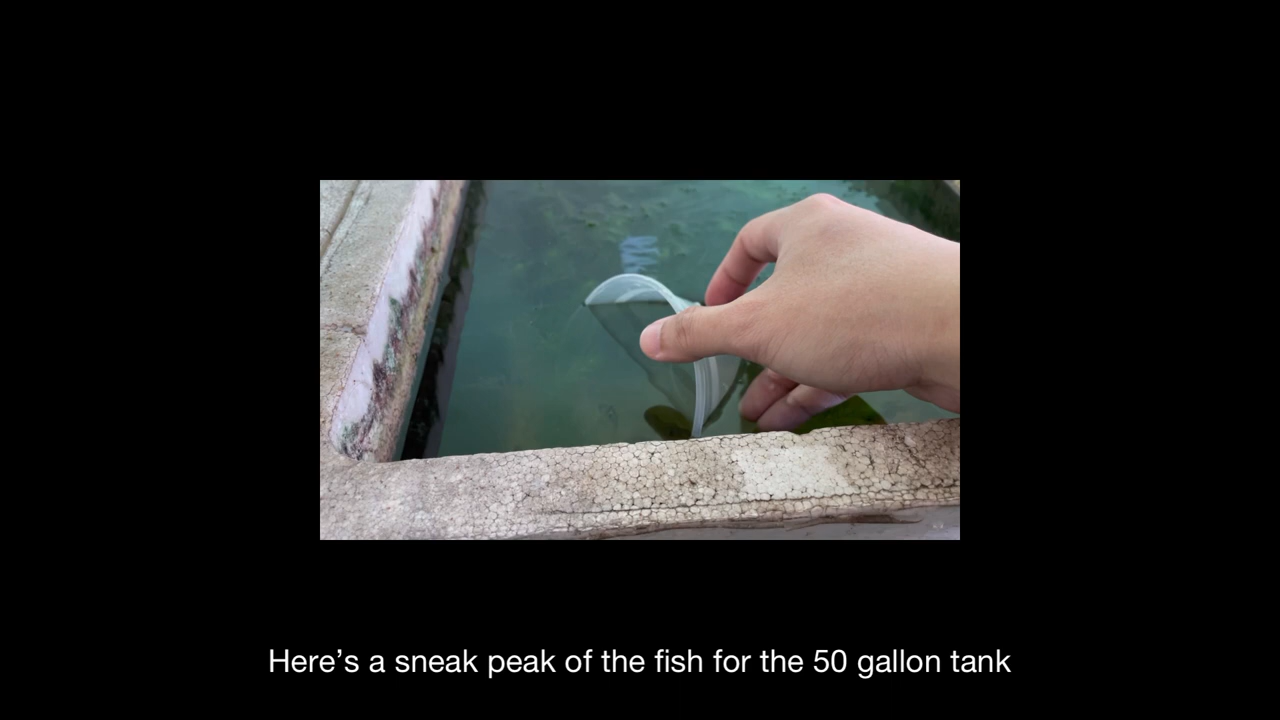 Here’s a sneak peak of the fish for the 50 gallon tank